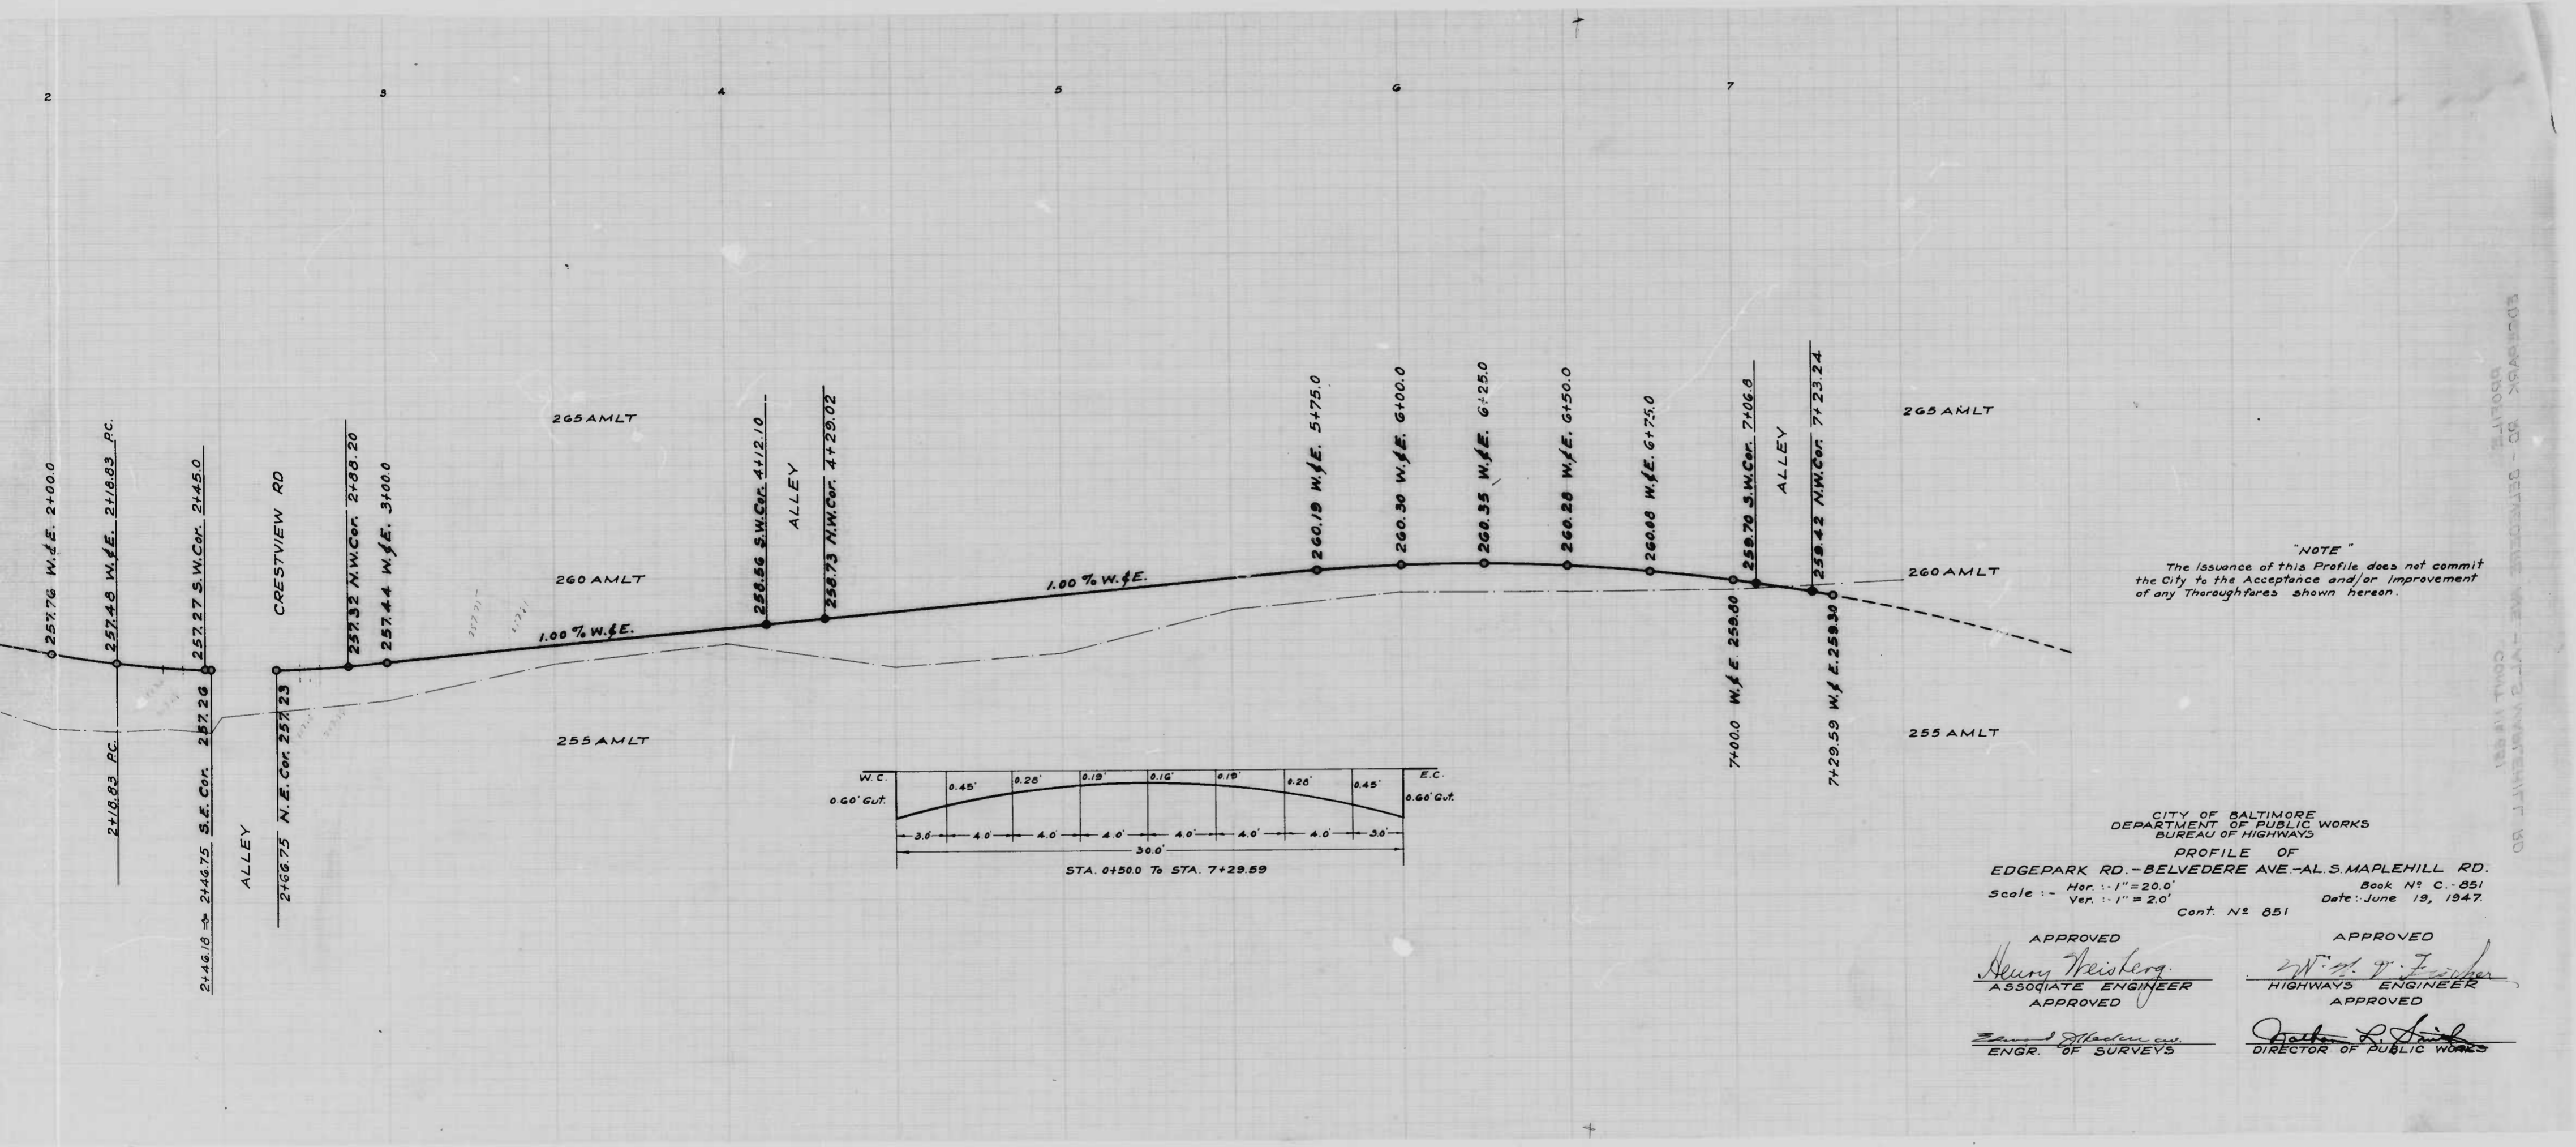 2 3 4 5 6 7
257.76 W.&E. 2+00.0
257.48 W.&E. 2+18.83 P.C.
2+18.83 P.C.
257.27 S.W.Cor. 2+45.0
2+46.18 => 2+46.75 S.E. Cor. 257.26
ALLEY
CRESTVIEW RD
2+66.75 N.E. Cor. 257.23
257.32 N.W.Cor. 2+88.20
257.44 W.&E. 3+00.0
265 AMLT
260 AMLT
1.00 % W.&E.
255 AMLT
258.56 S.W.Cor. 4+12.10
ALLEY
258.73 N.W.Cor. 4+29.02
1.00 % W.&E.
260.19 W.&E. 5+75.0
260.30 W.&E. 6+00.0
260.35 W.&E. 6+25.0
260.28 W.&E. 6+50.0
260.08 W.&E. 6+75.0
7+00.0 W.&E. 259.80
259.70 S.W.Cor. 7+06.8
ALLEY
259.42 N.W.Cor. 7+23.24
7+29.59 W.& E. 259.30
265 AMLT
260 AMLT
255 AMLT
W.C. 0.45' 0.28' 0.19' 0.16' 0.19' 0.28' 0.45' E.C.
0.60' Gut. 0.60' Gut.
3.0' 4.0' 4.0' 4.0' 4.0' 4.0' 4.0' 3.0'
30.0'
STA. 0+50.0 To STA. 7+29.59
"NOTE"
The Issuance of this Profile does not commit
the City to the Acceptance and/or Improvement
of any Thoroughfares shown hereon.
CITY OF BALTIMORE
DEPARTMENT OF PUBLIC WORKS
BUREAU OF HIGHWAYS
PROFILE OF
EDGEPARK RD.-BELVEDERE AVE.-AL.S.MAPLEHILL RD.
Scale :- Hor. :- 1" = 20.0' Book Nº C.-851
Ver. :- 1" = 2.0' Date:- June 19, 1947.
Cont. Nº 851
APPROVED APPROVED
Henry Weisberg.
ASSOCIATE ENGINEER HIGHWAYS ENGINEER
APPROVED APPROVED
Nathan L. Smith
ENGR. OF SURVEYS DIRECTOR OF PUBLIC WORKS